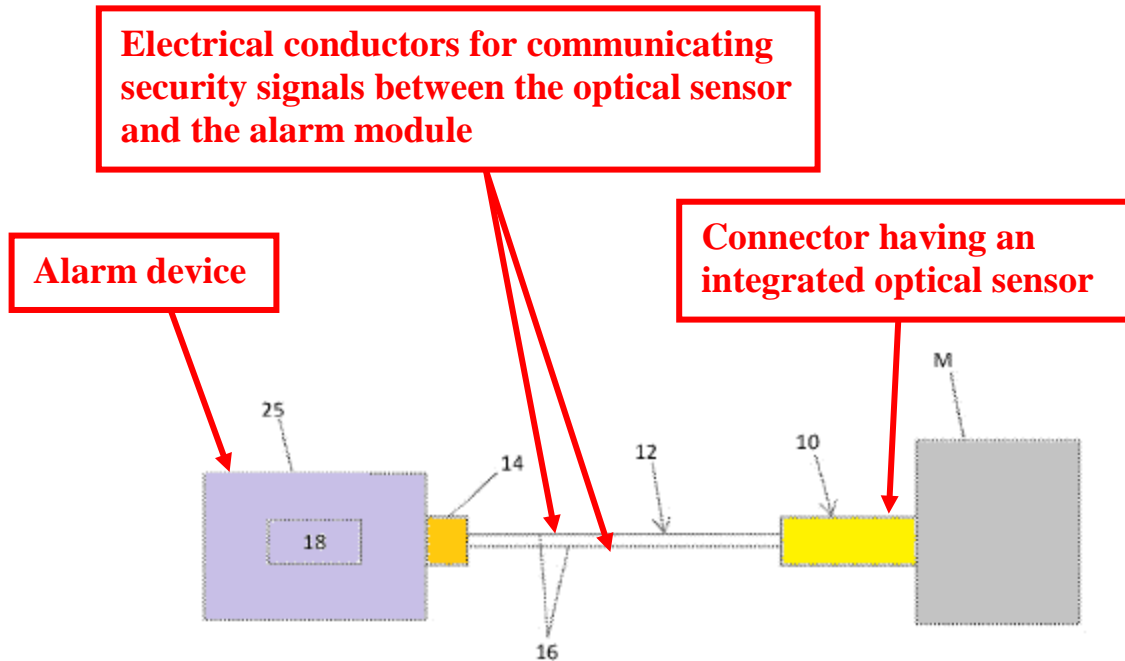 Electrical conductors for communicating
security signals between the optical sensor
and the alarm module
Alarm device
Connector having an
integrated optical sensor
M
25
14
12
10
18
16